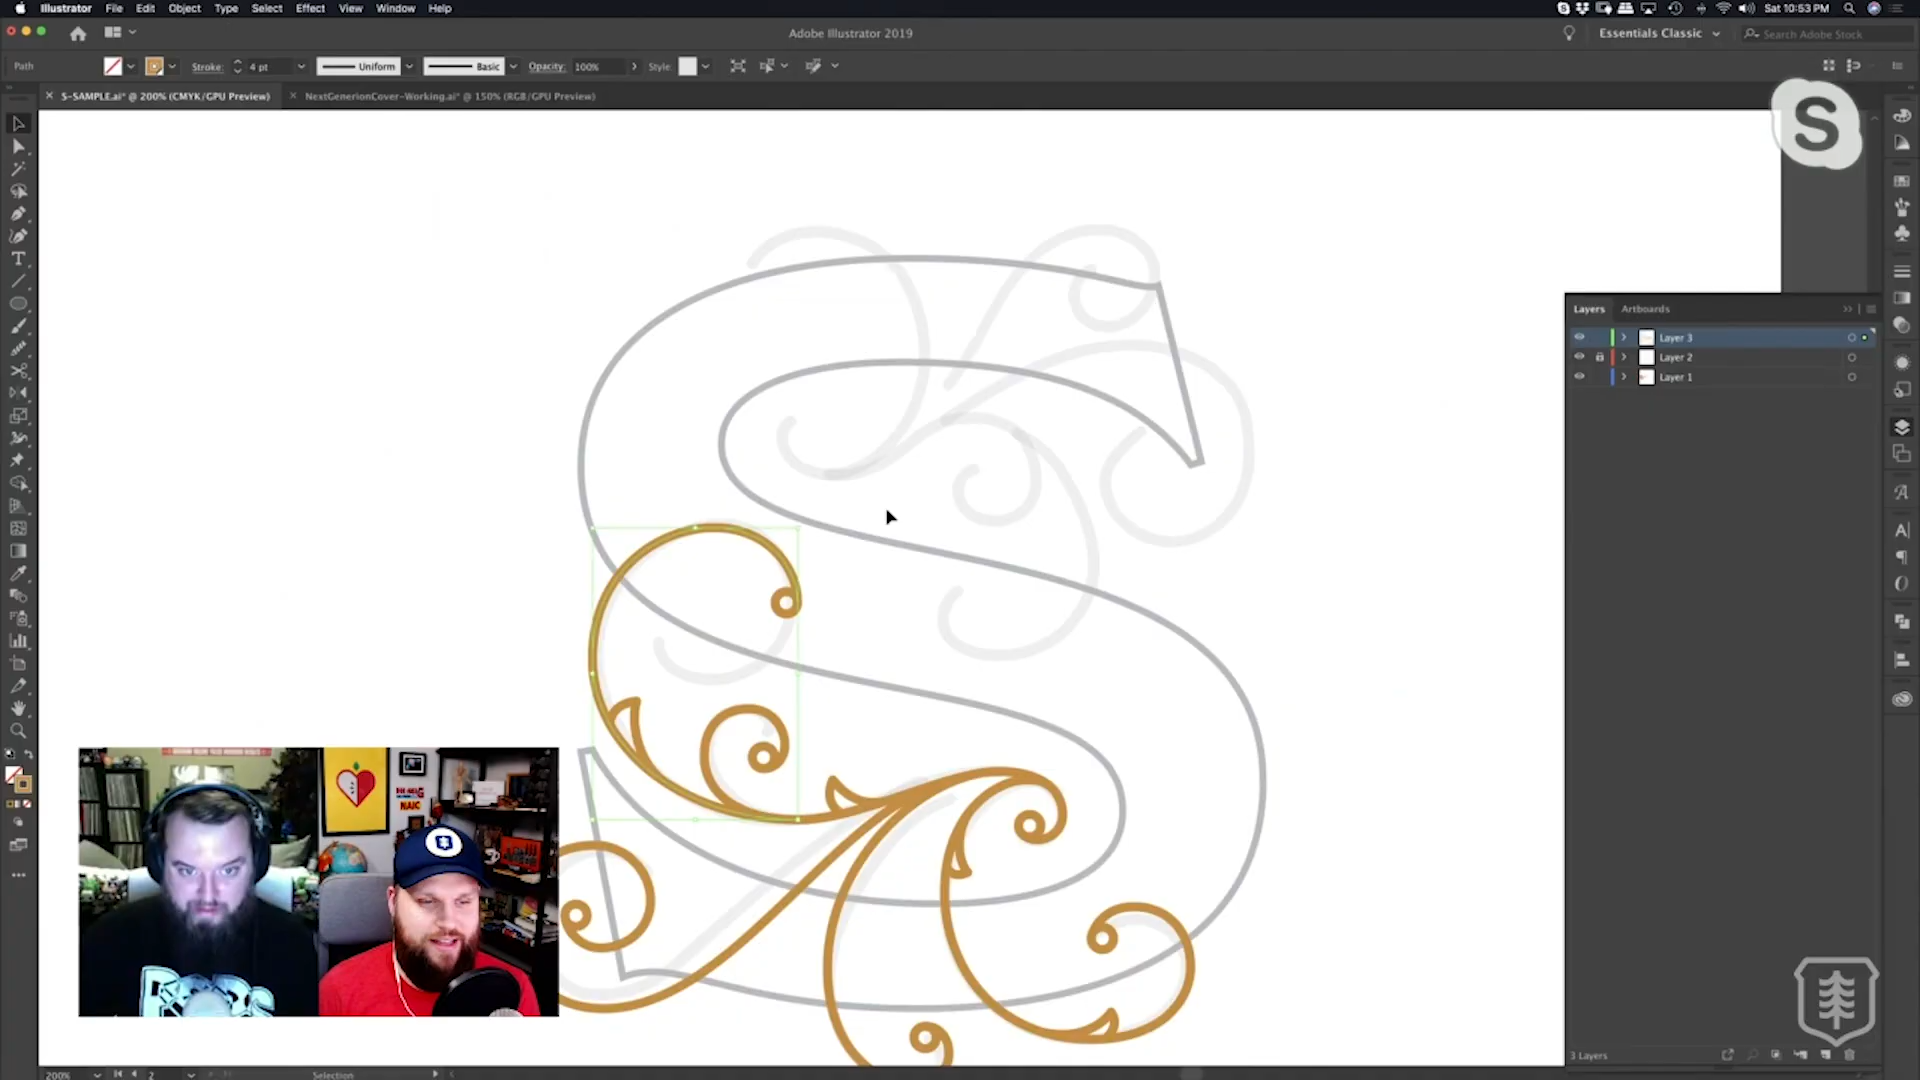 Illustrator File Edit Object Type Select Effect View Window Help
Sat 10:53 PM
Adobe Illustrator 2019
Essentials Classic
Search Adobe Stock
Path
Stroke: 4 pt
Uniform
Basic
Opacity: 100%
Style:
S-SAMPLE.ai* @ 200% (CMYK/GPU Preview)
NextGenerionCover-Working.ai* @ 150% (RGB/GPU Preview)
S
S
Layers
Artboards
Layer 3
Layer 2
Layer 1
NAIC
3 Layers
200%
2
Selection